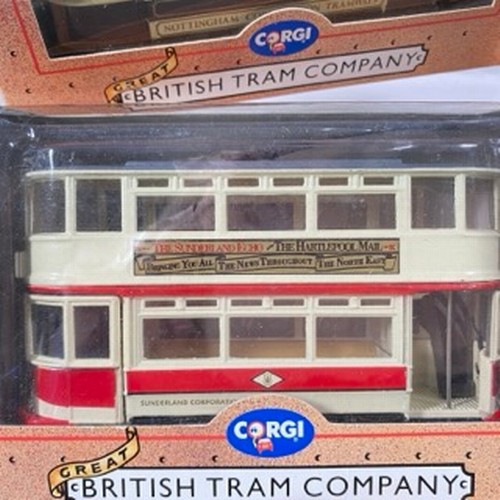 NOTTINGHAM TRAMWAYS
CORGI
GREAT
BRITISH TRAM COMPANY
THE SUNDERLAND ECHO - THE HARTLEPOOL MAIL
BRINGING YOU ALL THE NEWS THROUGHOUT THE NORTH EAST
SUNDERLAND CORPORATION
CORGI
GREAT
BRITISH TRAM COMPANY